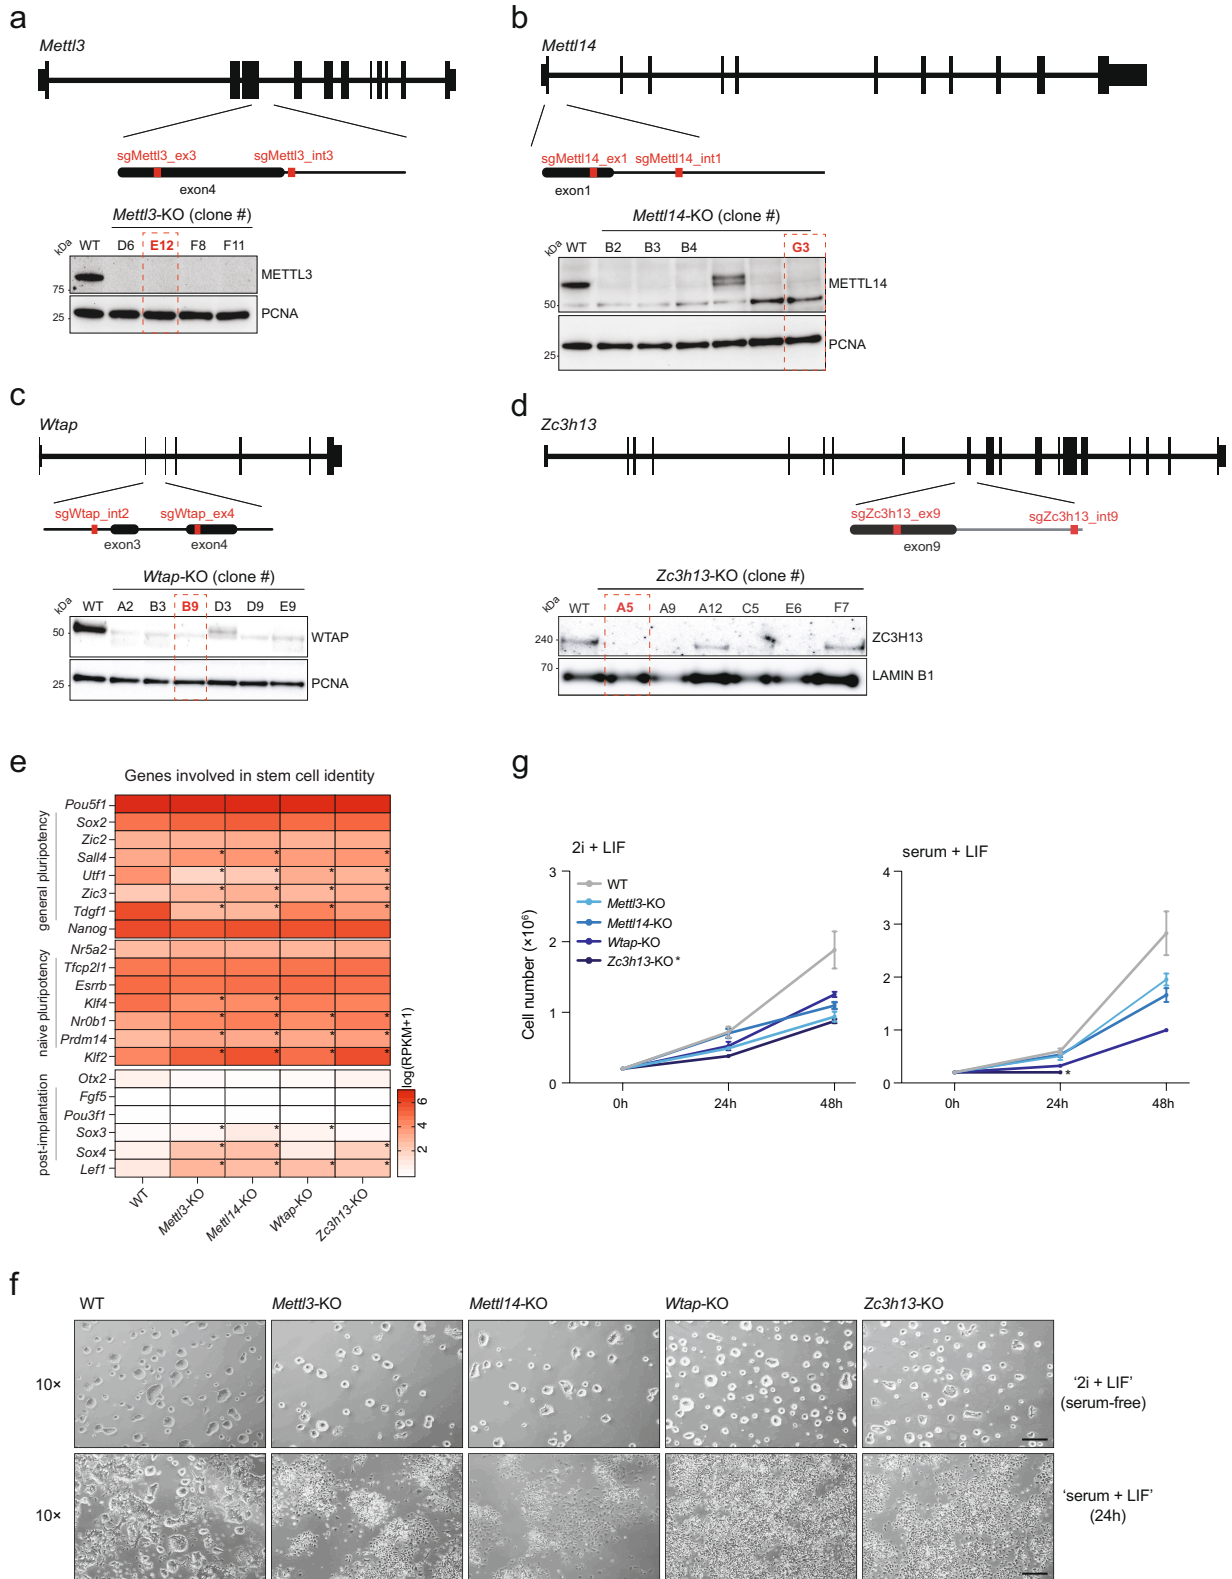 a
Mettl3
sgMettl3_ex3
sgMettl3_int3
exon4
Mettl3-KO (clone #)
kDa
WT D6 E12 F8 F11
METTL3
75
PCNA
25
b
Mettl14
sgMettl14_ex1 sgMettl14_int1
exon1
Mettl14-KO (clone #)
kDa
WT B2 B3 B4 G3
METTL14
50
PCNA
25
c
Wtap
sgWtap_int2 sgWtap_ex4
exon3 exon4
Wtap-KO (clone #)
kDa
WT A2 B3 B9 D3 D9 E9
50
WTAP
PCNA
25
d
Zc3h13
sgZc3h13_ex9
sgZc3h13_int9
exon9
Zc3h13-KO (clone #)
kDa
WT A5 A9 A12 C5 E6 F7
240
ZC3H13
70
LAMIN B1
e
Genes involved in stem cell identity
general pluripotency
Pou5f1
Sox2
Zic2
Sall4 * * *
Utf1 * * * *
Zic3 * * * *
Tdgf1 * * * *
Nanog
naive pluripotency
Nr5a2
Tfcp2l1
Esrrb
Klf4 * *
Nr0b1 * * * *
Prdm14 * * * *
Klf2 * * * *
post-implantation
Otx2
Fgf5
Pou3f1
Sox3 * * *
Sox4 * * *
Lef1 * * * *
WT Mettl3-KO Mettl14-KO Wtap-KO Zc3h13-KO
log(RPKM+1)
2 4 6
g
2i + LIF
Cell number (×10⁶)
3
2
1
0
WT
Mettl3-KO
Mettl14-KO
Wtap-KO
Zc3h13-KO*
0h 24h 48h
serum + LIF
4
3
2
1
0
*
0h 24h 48h
f
WT Mettl3-KO Mettl14-KO Wtap-KO Zc3h13-KO
10×
'2i + LIF'
(serum-free)
10×
'serum + LIF'
(24h)